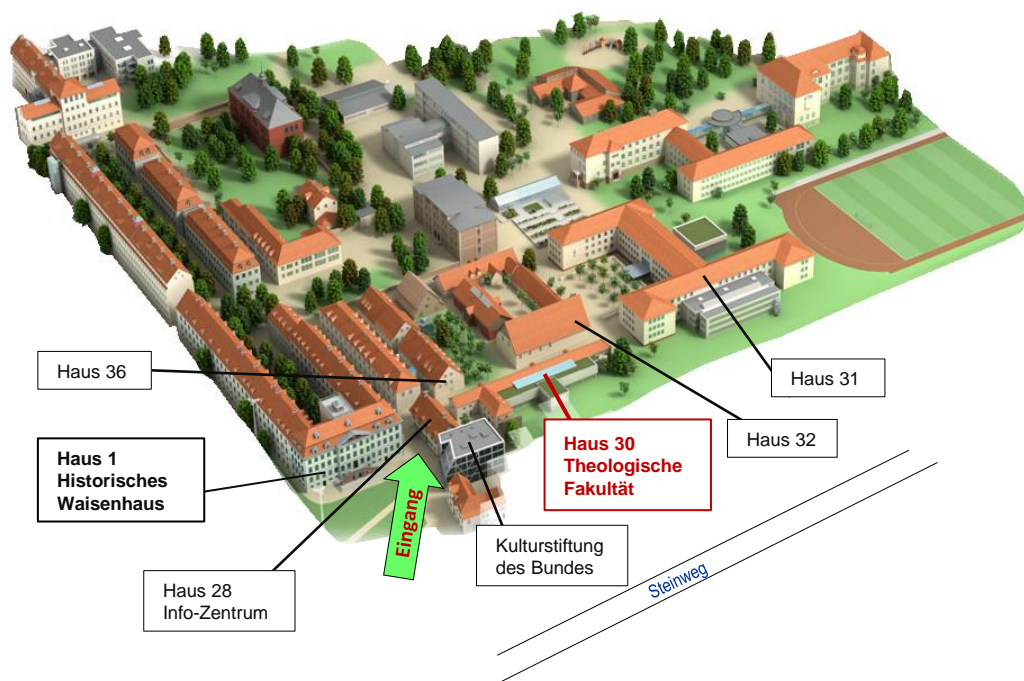 Haus 36
Haus 31
Haus 32
Haus 30
Theologische
Fakultät
Haus 1
Historisches
Waisenhaus
Eingang
Kulturstiftung
des Bundes
Haus 28
Info-Zentrum
Steinweg